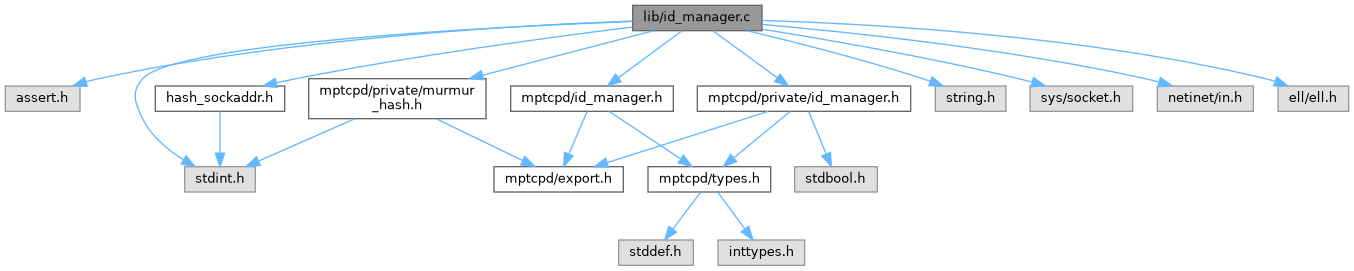 lib/id_manager.c
assert.h
hash_sockaddr.h
mptcpd/private/murmur
_hash.h
mptcpd/id_manager.h
mptcpd/private/id_manager.h
string.h
sys/socket.h
netinet/in.h
ell/ell.h
stdint.h
mptcpd/export.h
mptcpd/types.h
stdbool.h
stddef.h
inttypes.h